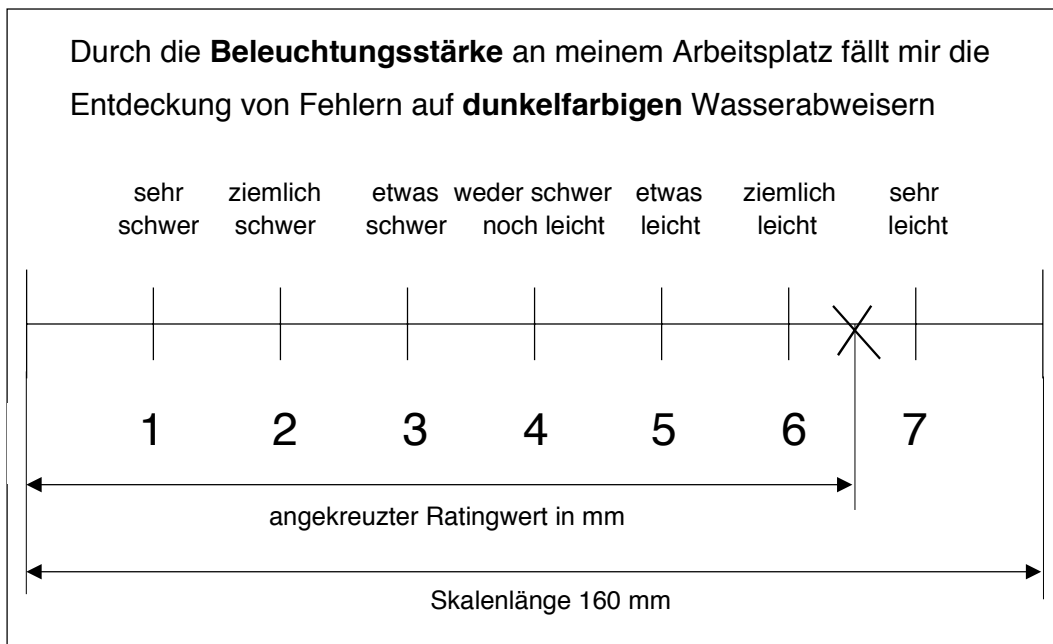 Durch die Beleuchtungsstärke an meinem Arbeitsplatz fällt mir die
Entdeckung von Fehlern auf dunkelfarbigen Wasserabweisern
sehr ziemlich etwas weder schwer etwas ziemlich sehr
schwer schwer schwer noch leicht leicht leicht leicht
1 2 3 4 5 6 7
angekreuzter Ratingwert in mm
Skalenlänge 160 mm